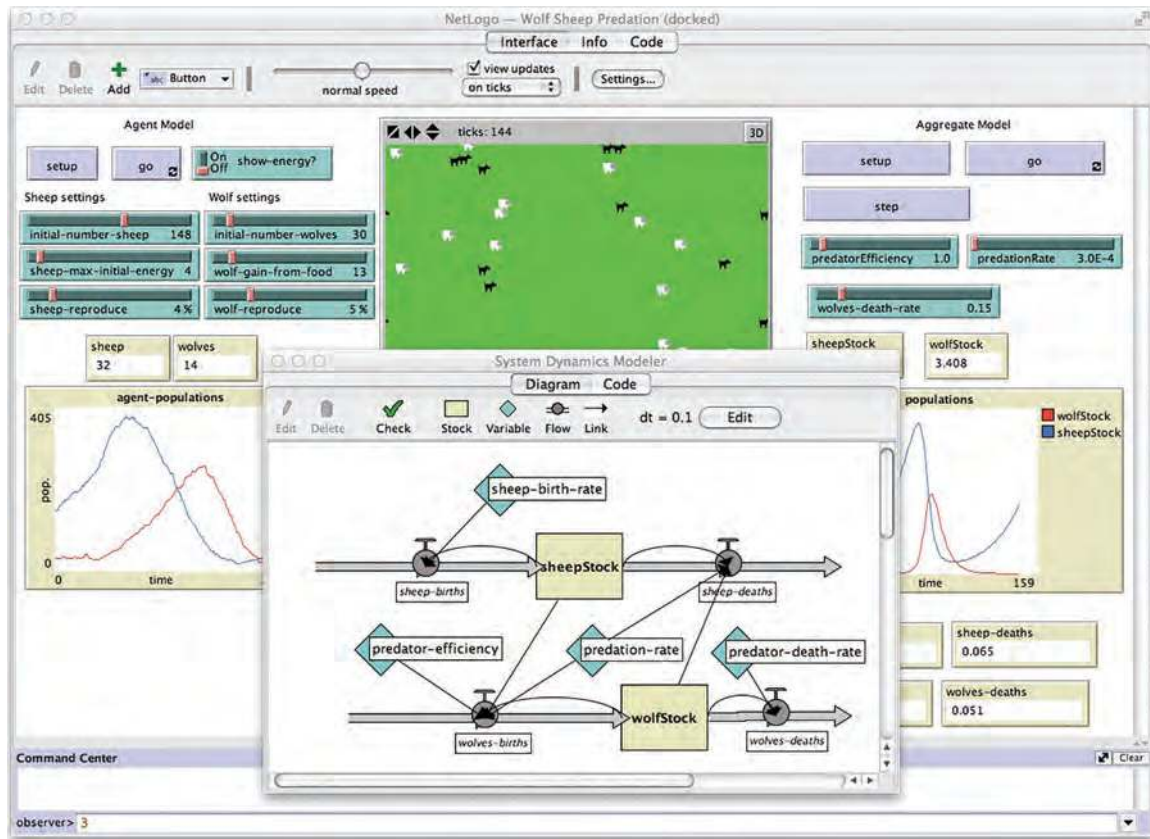 NetLogo — Wolf Sheep Predation (docked)
Interface Info Code
Edit Delete Add abc Button normal speed view updates on ticks Settings...
Agent Model
setup go On Off show-energy?
Sheep settings Wolf settings
initial-number-sheep 148 initial-number-wolves 30
sheep-max-initial-energy 4 wolf-gain-from-food 13
sheep-reproduce 4 % wolf-reproduce 5 %
sheep wolves
32 14
agent-populations
405
pop.
0
0 time
ticks: 144 3D
Aggregate Model
setup go
step
predatorEfficiency 1.0 predationRate 3.0E-4
wolves-death-rate 0.15
sheepStock wolfStock
3.408
populations
wolfStock
sheepStock
time 159
sheep-deaths
0.065
wolves-deaths
0.051
System Dynamics Modeler
Diagram Code
Edit Delete Check Stock Variable Flow Link dt = 0.1 Edit
sheep-birth-rate
sheepStock
sheep-births sheep-deaths
predator-efficiency predation-rate predator-death-rate
wolfStock
wolves-births wolves-deaths
Command Center Clear
observer> 3